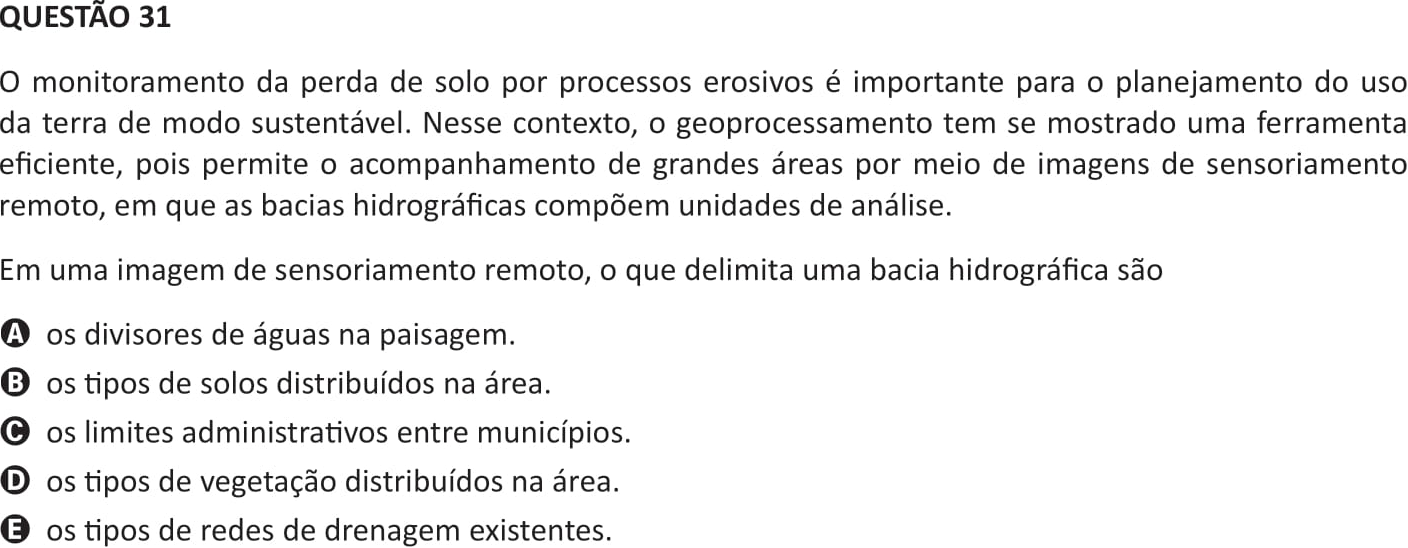 QUESTÃO 31
O monitoramento da perda de solo por processos erosivos é importante para o planejamento do uso
da terra de modo sustentável. Nesse contexto, o geoprocessamento tem se mostrado uma ferramenta
eficiente, pois permite o acompanhamento de grandes áreas por meio de imagens de sensoriamento
remoto, em que as bacias hidrográficas compõem unidades de análise.
Em uma imagem de sensoriamento remoto, o que delimita uma bacia hidrográfica são
A os divisores de águas na paisagem.
B os tipos de solos distribuídos na área.
C os limites administrativos entre municípios.
D os tipos de vegetação distribuídos na área.
E os tipos de redes de drenagem existentes.